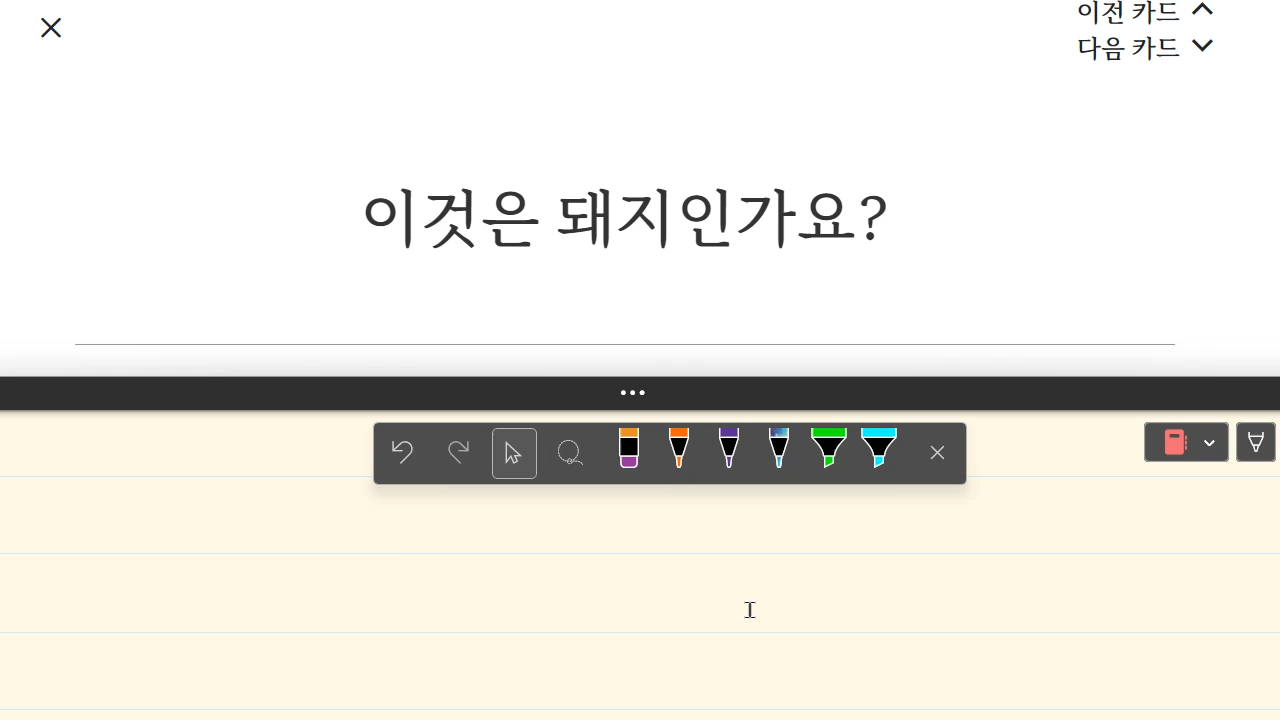 이전 카드
다음 카드
이것은 돼지인가요?